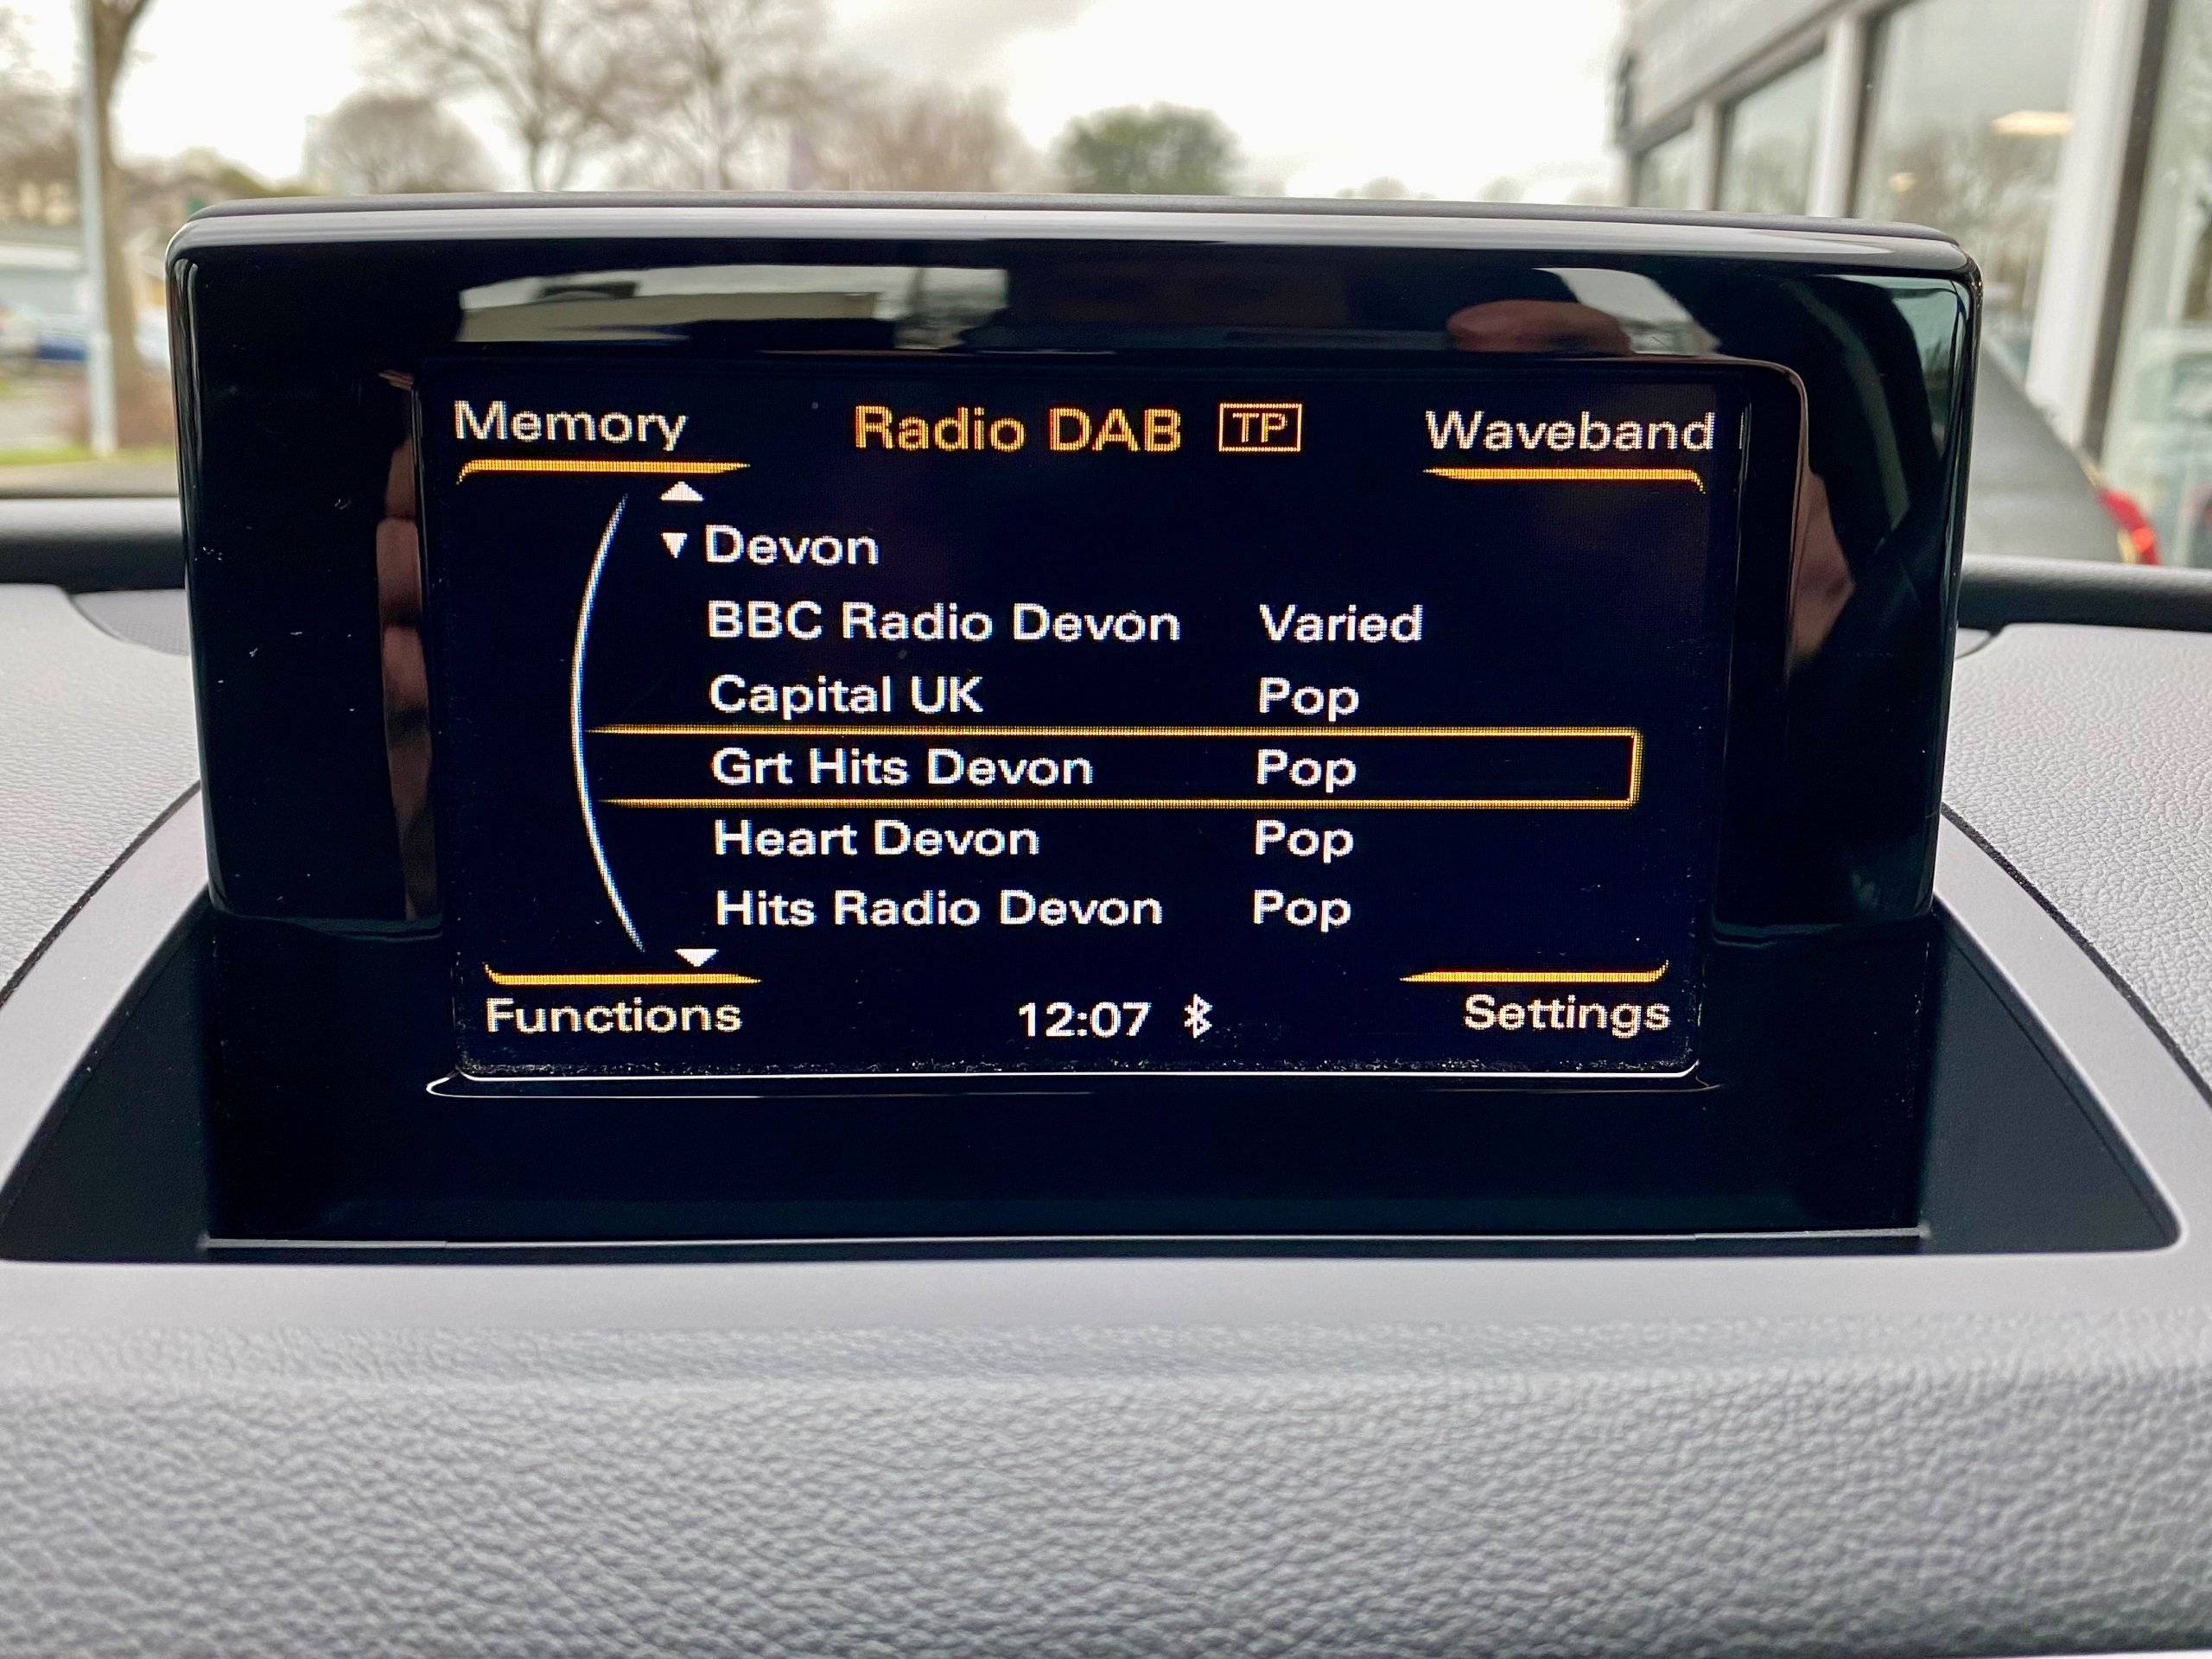 Memory Radio DAB TP Waveband
Devon
BBC Radio Devon Varied
Capital UK Pop
Grt Hits Devon Pop
Heart Devon Pop
Hits Radio Devon Pop
Functions 12:07 Settings